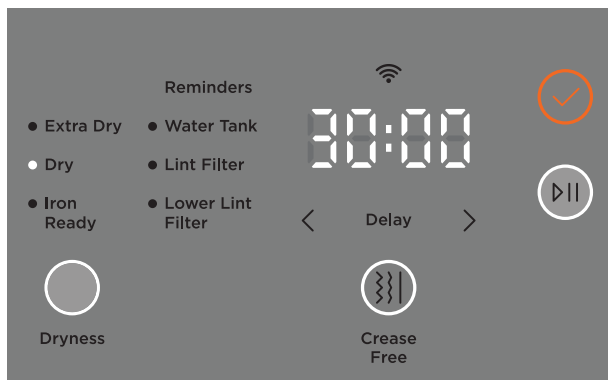 Reminders
Extra Dry
Water Tank
Dry
Lint Filter
Iron
Ready
Lower Lint
Filter
30:00
Delay
Dryness
Crease
Free